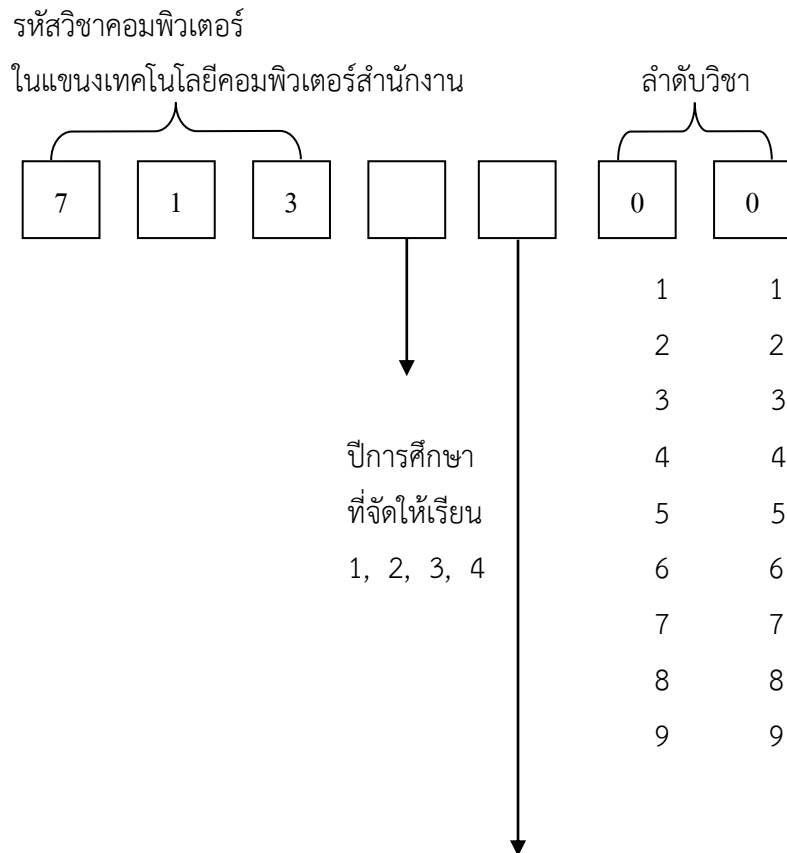 รหัสวิชาคอมพิวเตอร์
ในแขนงเทคโนโลยีคอมพิวเตอร์สำนักงาน ลำดับวิชา
7 1 3 0 0
1 1
2 2
3 3
ปีการศึกษา 4 4
ที่จัดให้เรียน 5 5
1, 2, 3, 4 6 6
7 7
8 8
9 9